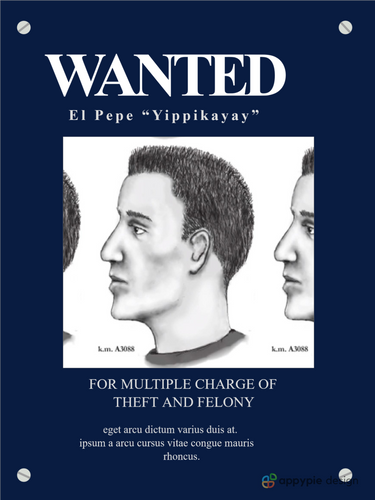 WANTED
El Pepe “Yippikayay”
k.m. A3088
k.m. A3088
FOR MULTIPLE CHARGE OF
THEFT AND FELONY
eget arcu dictum varius duis at.
ipsum a arcu cursus vitae congue mauris
rhoncus.
appypie design